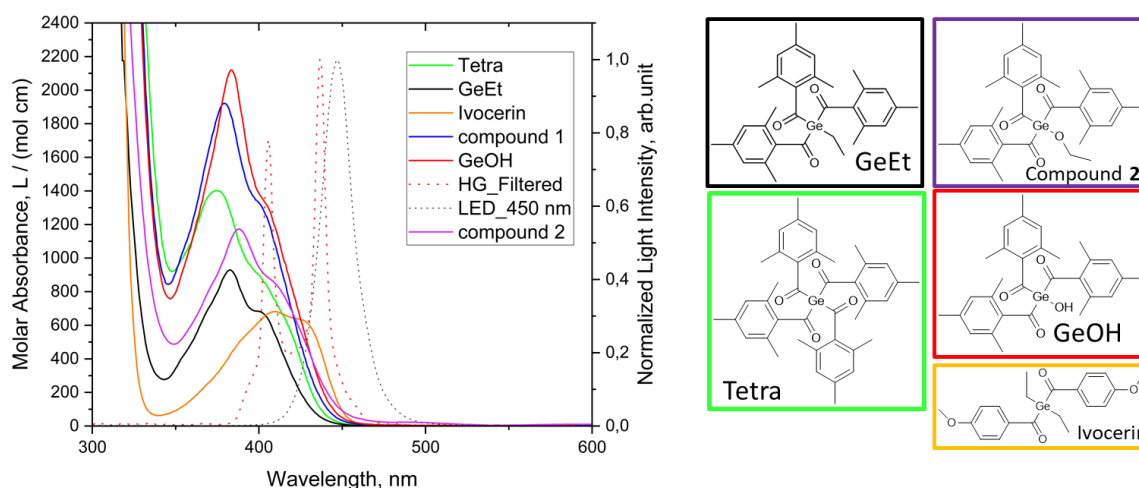 2400
2200
2000
1800
1600
1400
1200
1000
800
600
400
200
0
Molar Absorbance, L / (mol cm)
300
400
500
600
Wavelength, nm
1,0
0,8
0,6
0,4
0,2
0,0
Normalized Light Intensity, arb.unit
Tetra
GeEt
Ivocerin
compound 1
GeOH
HG_Filtered
LED_450 nm
compound 2
O
O
Ge
O
GeEt
O
O
Ge
O
O
Compound 2
O
O
Ge
O
O
Tetra
O
O
Ge
OH
O
GeOH
O
O
Ge
O
O
Ivocerin